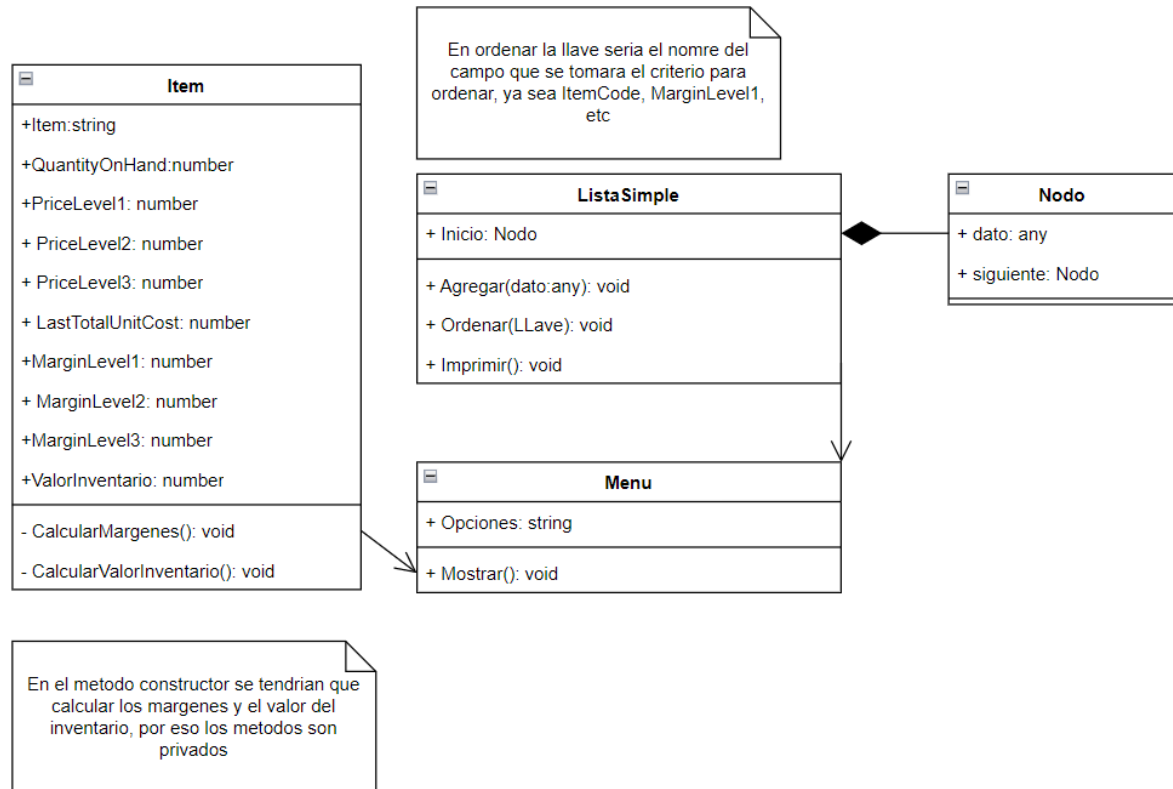 En ordenar la llave seria el nomre del
campo que se tomara el criterio para
ordenar, ya sea ItemCode, MarginLevel1,
etc
Item
+Item:string
+QuantityOnHand:number
+PriceLevel1: number
+ PriceLevel2: number
+ PriceLevel3: number
+ LastTotalUnitCost: number
+MarginLevel1: number
+ MarginLevel2: number
+MarginLevel3: number
+ValorInventario: number
- CalcularMargenes(): void
- CalcularValorInventario(): void
ListaSimple
+ Inicio: Nodo
+ Agregar(dato:any): void
+ Ordenar(LLave): void
+ Imprimir(): void
Nodo
+ dato: any
+ siguiente: Nodo
Menu
+ Opciones: string
+ Mostrar(): void
En el metodo constructor se tendrian que
calcular los margenes y el valor del
inventario, por eso los metodos son
privados